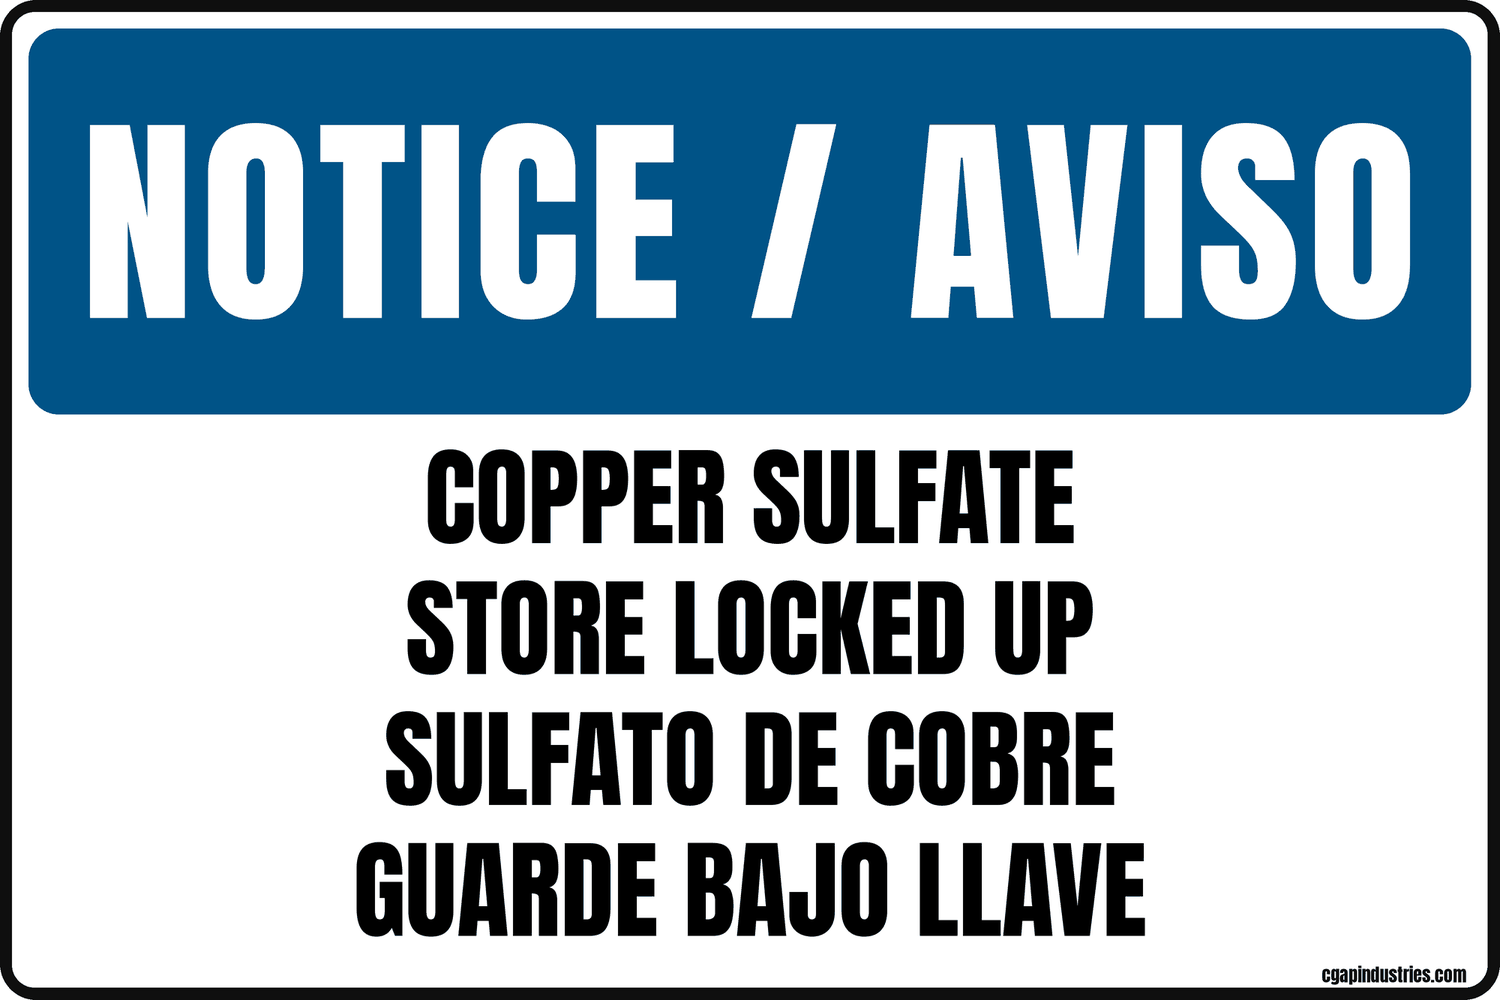 NOTICE / AVISO
COPPER SULFATE
STORE LOCKED UP
SULFATO DE COBRE
GUARDE BAJO LLAVE
cgapindustries.com